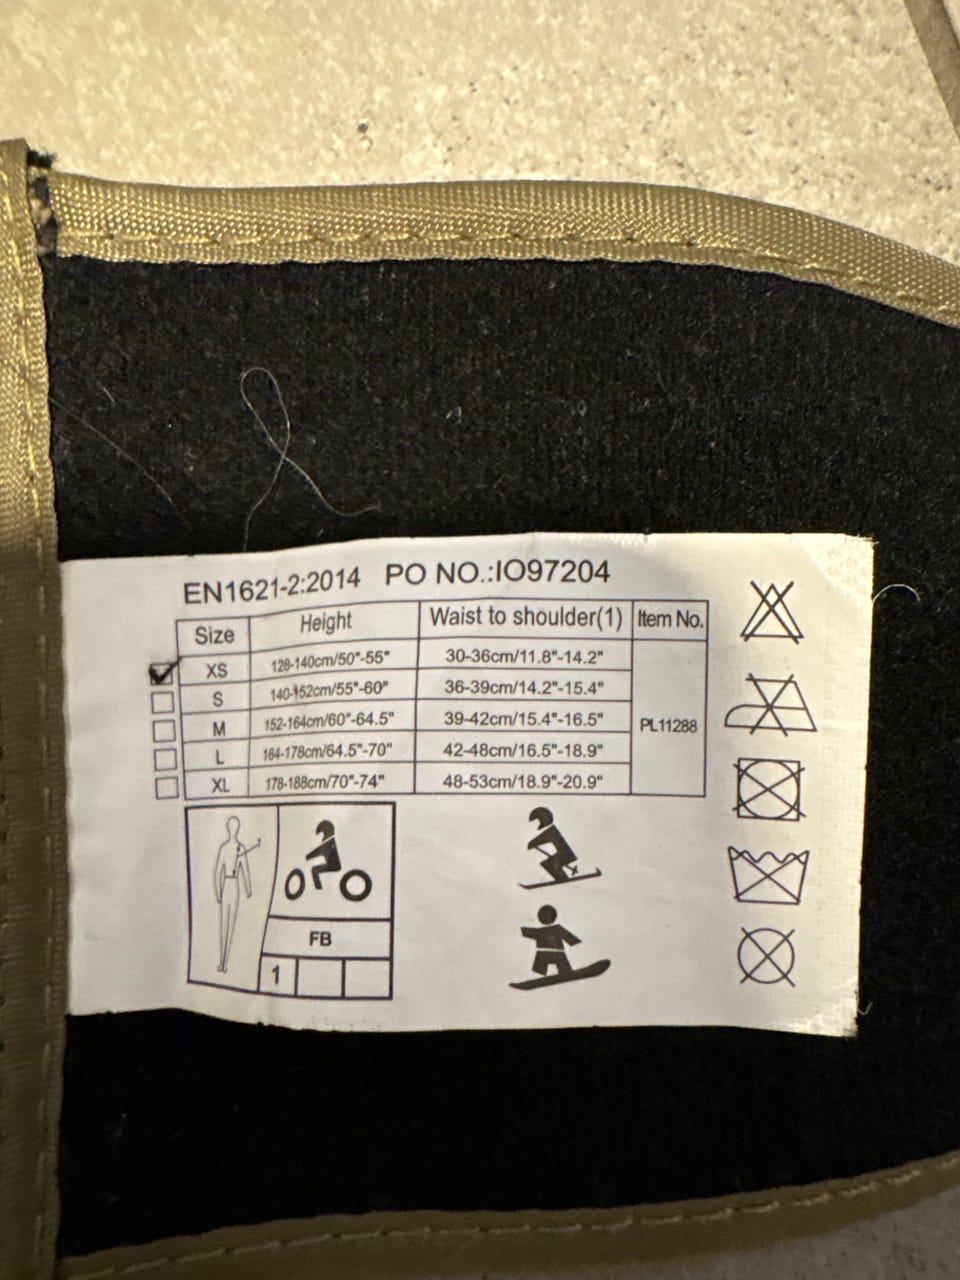 EN1621-2:2014 PO NO.:IO97204
Size Height Waist to shoulder(1) Item No.
XS 128-140cm/50"-55" 30-36cm/11.8"-14.2"
S 140-152cm/55"-60" 36-39cm/14.2"-15.4"
M 152-164cm/60"-64.5" 39-42cm/15.4"-16.5" PL11288
L 164-178cm/64.5"-70" 42-48cm/16.5"-18.9"
XL 178-188cm/70"-74" 48-53cm/18.9"-20.9"
FB
1